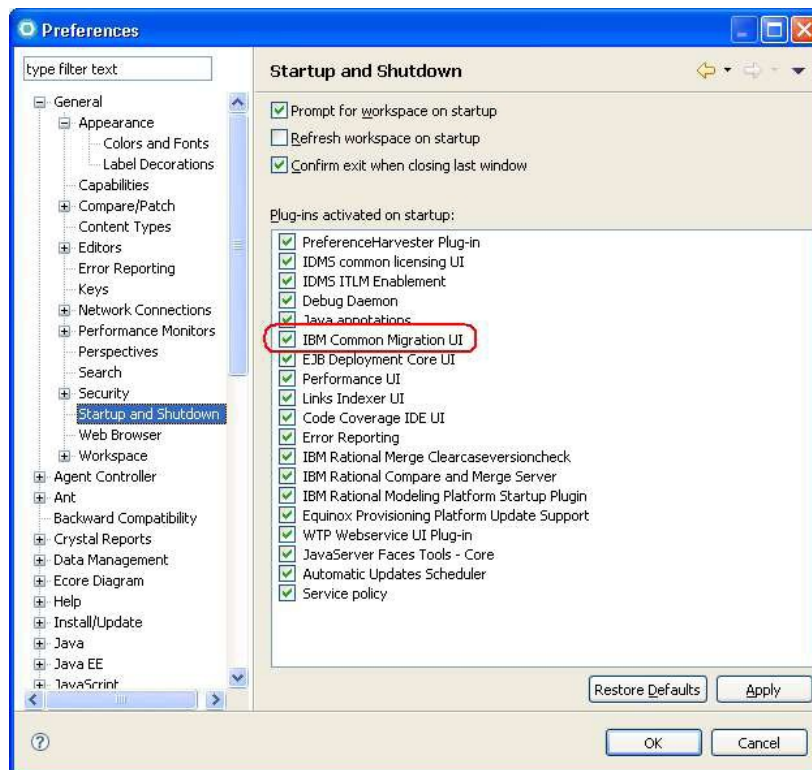 Preferences
type filter text
General
Appearance
Colors and Fonts
Label Decorations
Capabilities
Compare/Patch
Content Types
Editors
Error Reporting
Keys
Network Connections
Performance Monitors
Perspectives
Search
Security
Startup and Shutdown
Web Browser
Workspace
Agent Controller
Ant
Backward Compatibility
Crystal Reports
Data Management
Ecore Diagram
Help
Install/Update
Java
Java EE
JavaScript
Startup and Shutdown
Prompt for workspace on startup
Refresh workspace on startup
Confirm exit when closing last window
Plug-ins activated on startup:
PreferenceHarvester Plug-in
IDMS common licensing UI
IDMS ITLM Enablement
Debug Daemon
Java annotations
IBM Common Migration UI
EJB Deployment Core UI
Performance UI
Links Indexer UI
Code Coverage IDE UI
Error Reporting
IBM Rational Merge Clearcaseversioncheck
IBM Rational Compare and Merge Server
IBM Rational Modeling Platform Startup Plugin
Equinox Provisioning Platform Update Support
WTP Webservice UI Plug-in
JavaServer Faces Tools - Core
Automatic Updates Scheduler
Service policy
Restore Defaults
Apply
?
OK
Cancel